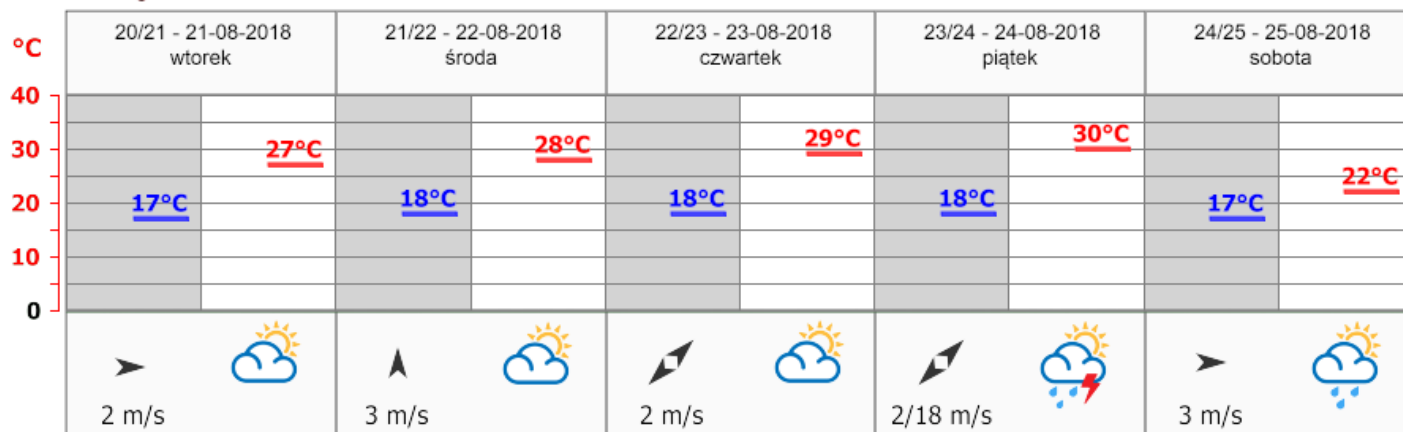 20/21 - 21-08-2018
wtorek
21/22 - 22-08-2018
środa
22/23 - 23-08-2018
czwartek
23/24 - 24-08-2018
piątek
24/25 - 25-08-2018
sobota
°C
40
30
20
10
0
17°C
27°C
18°C
28°C
18°C
29°C
18°C
30°C
17°C
22°C
2 m/s
3 m/s
2 m/s
2/18 m/s
3 m/s